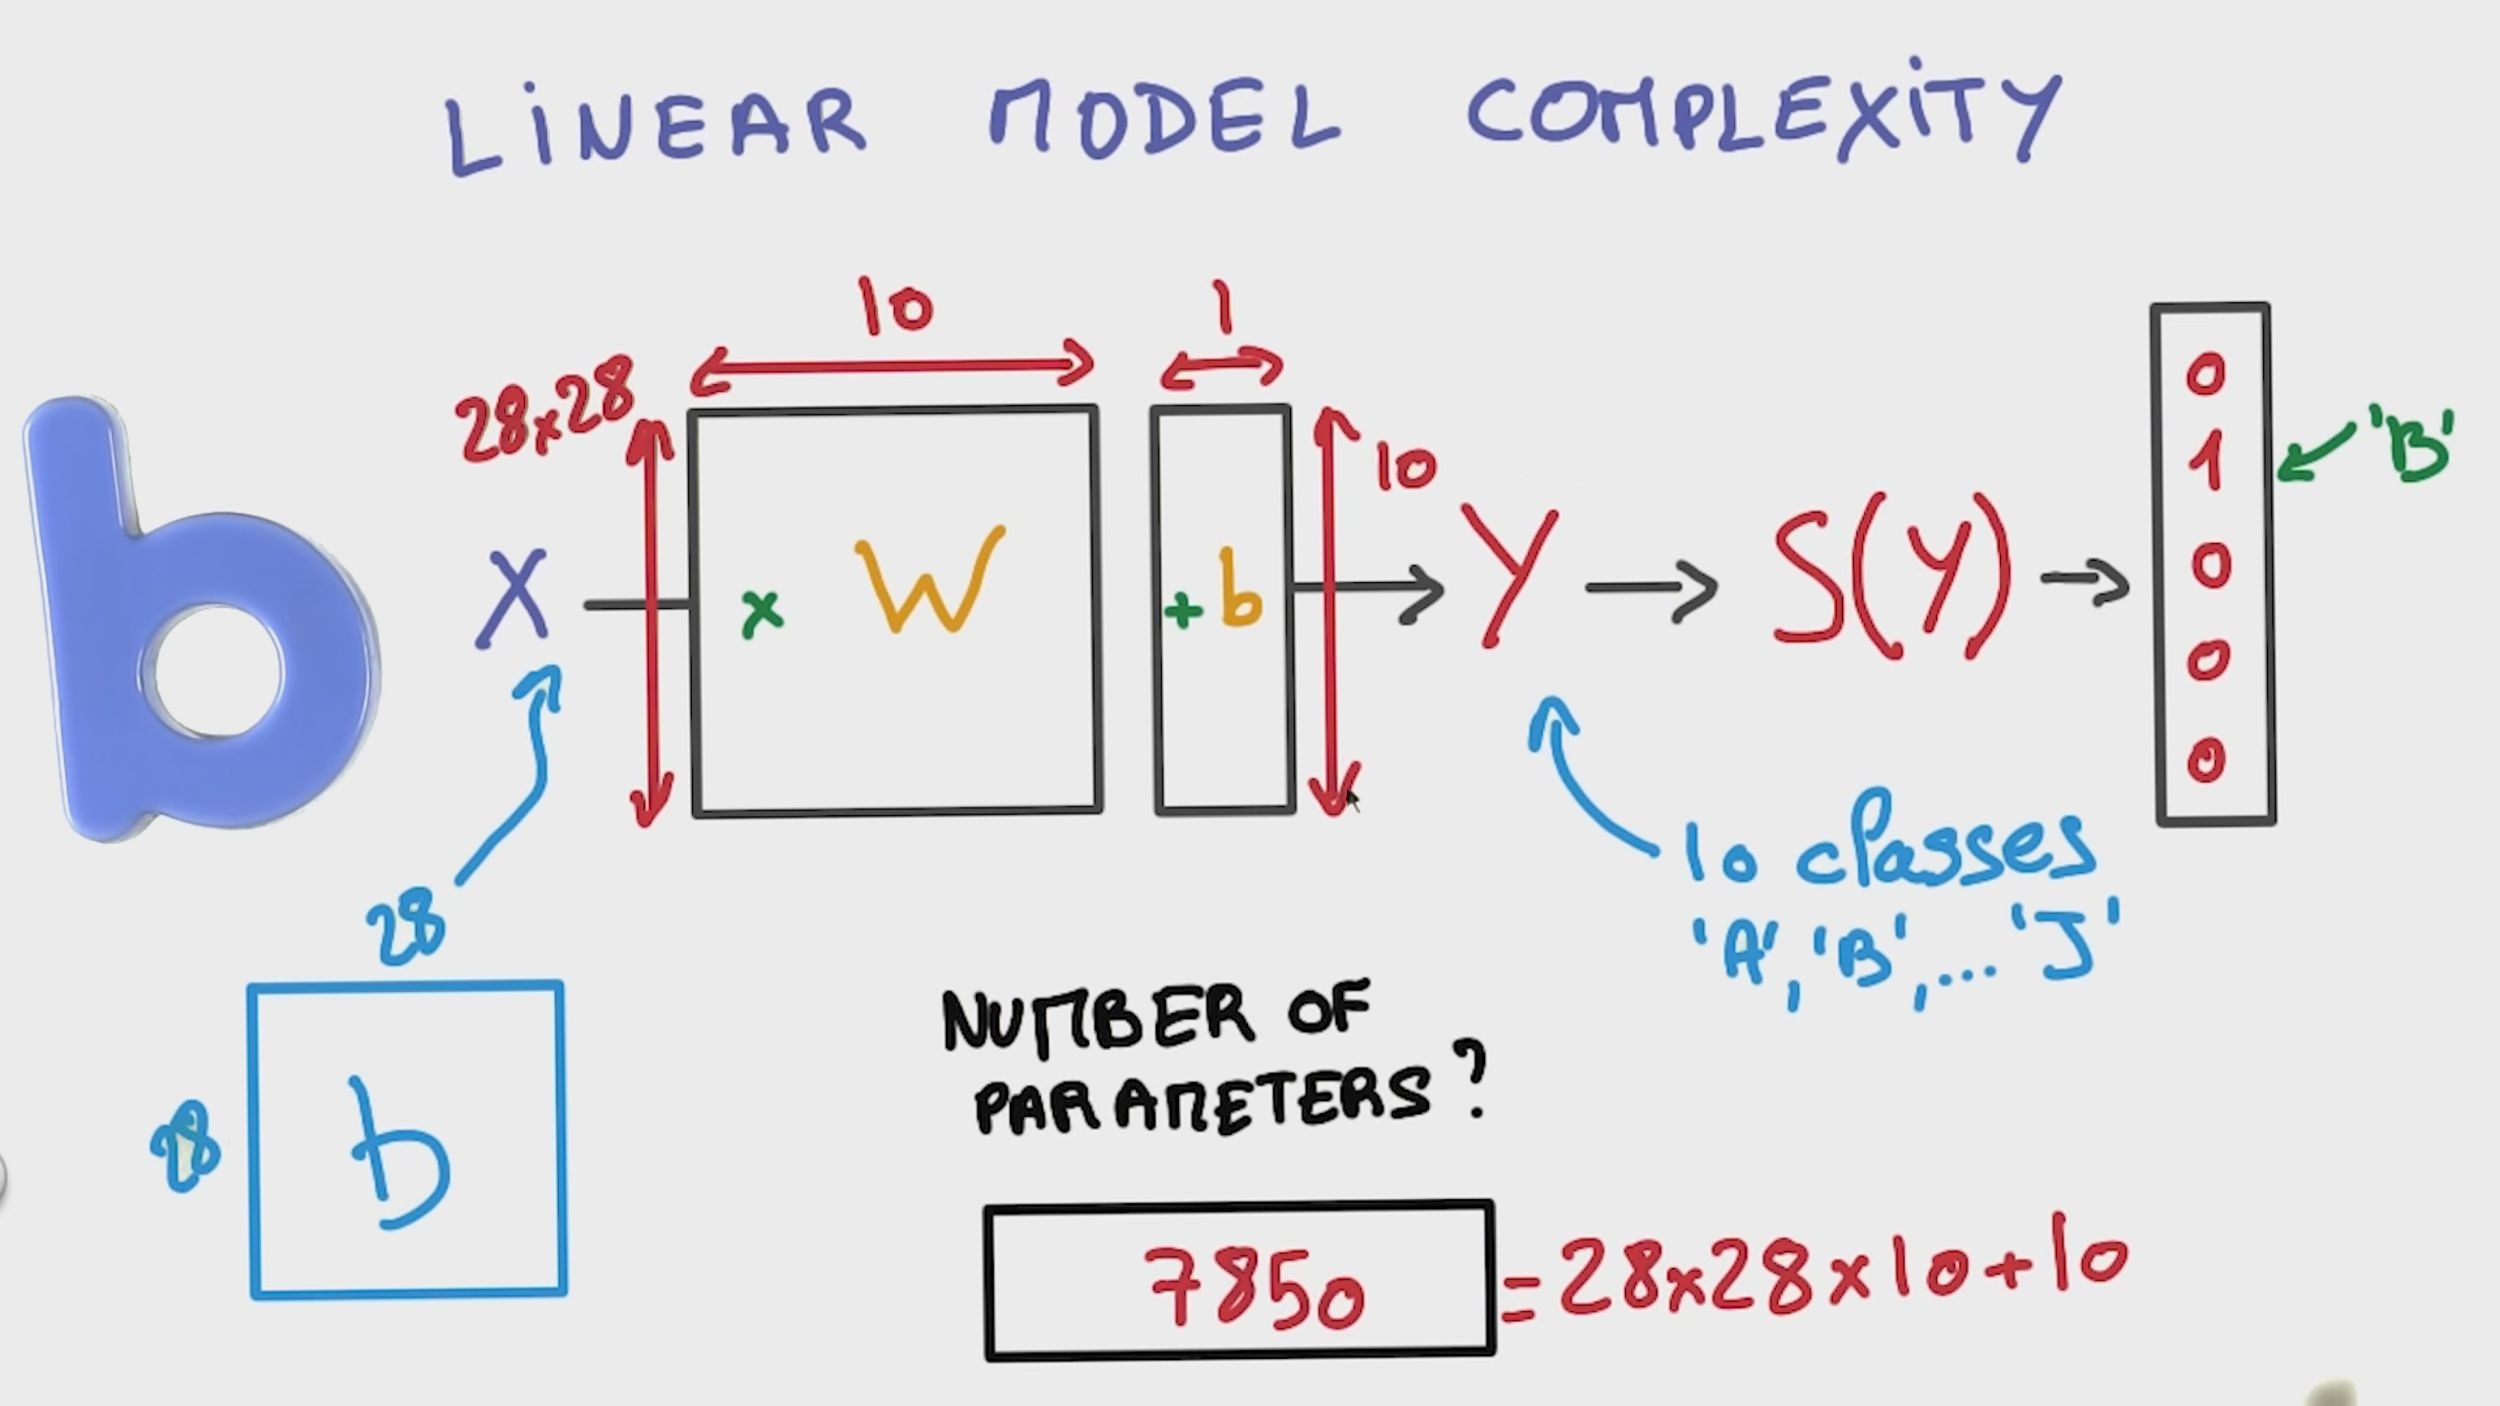 LINEAR MODEL COMPLEXITY
10
1
28x28
10
X
x W
+ b
Y
S(Y)
0
1
0
0
0
'B'
b
10 classes
'A', 'B', ... 'J'
28
28
b
NUMBER OF
PARAMETERS?
7850 = 28x28x10+10